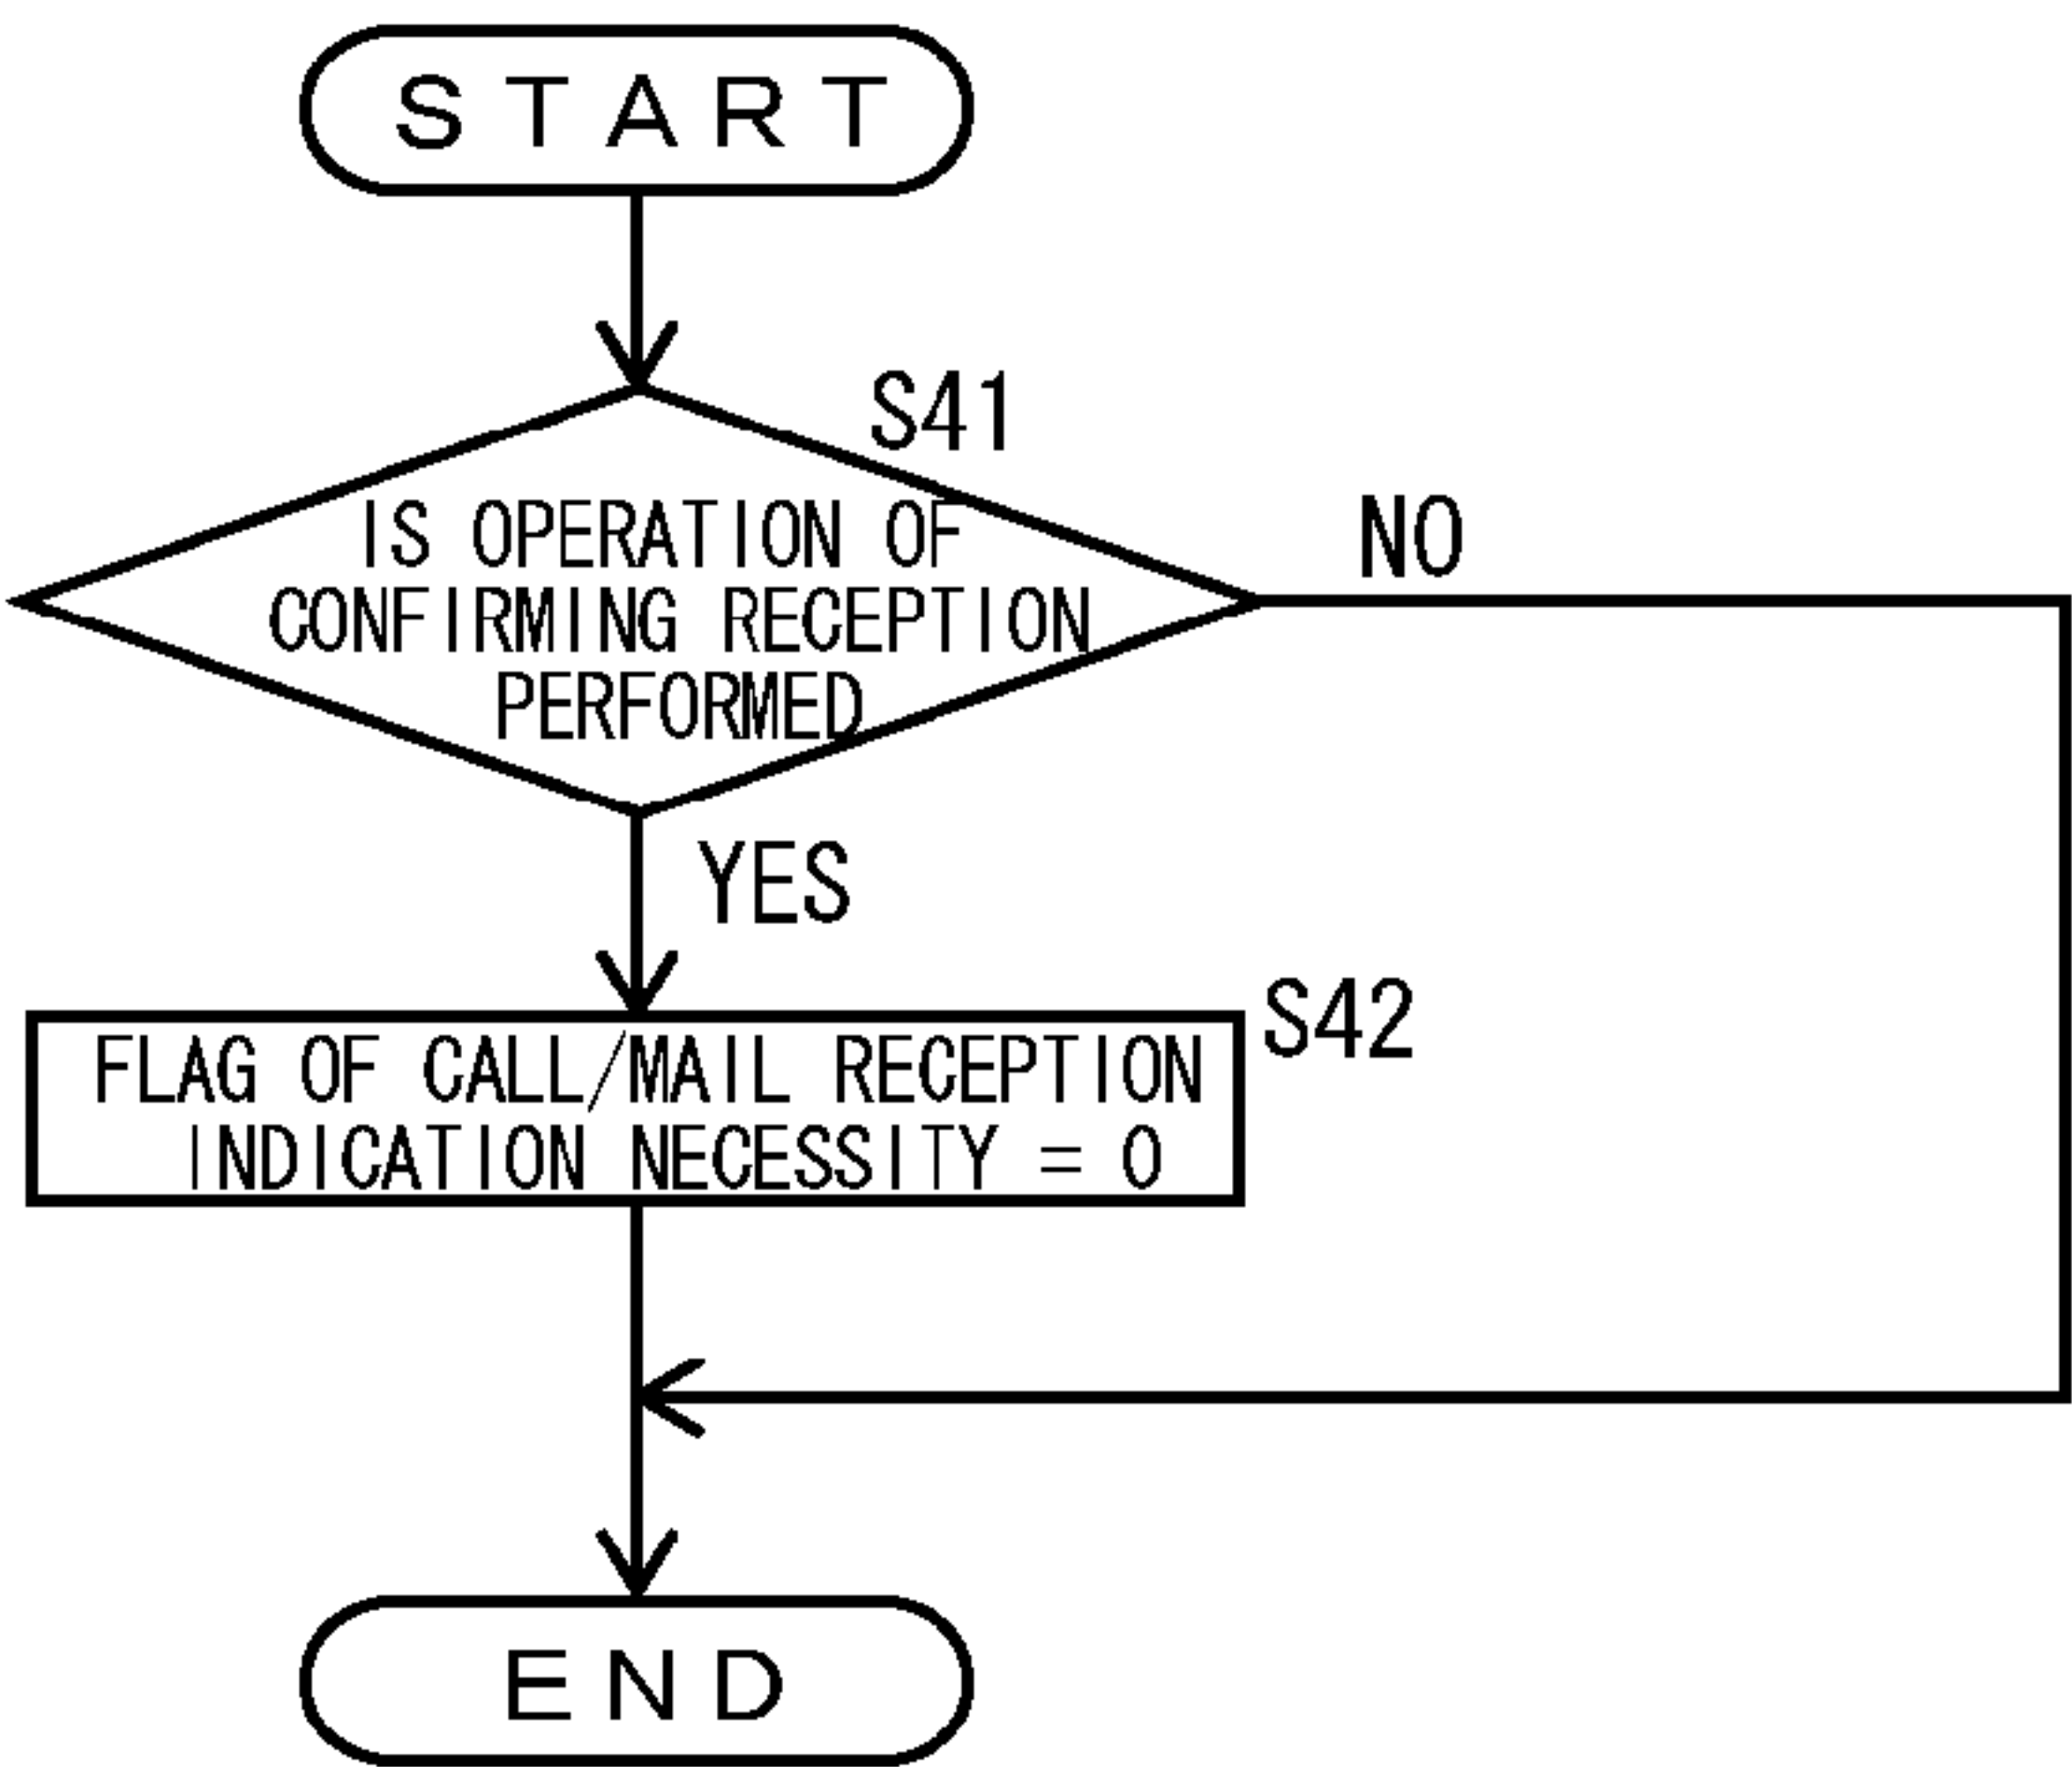 START
S41
IS OPERATION OF
CONFIRMING RECEPTION
PERFORMED
NO
YES
S42
FLAG OF CALL/MAIL RECEPTION
INDICATION NECESSITY = 0
END